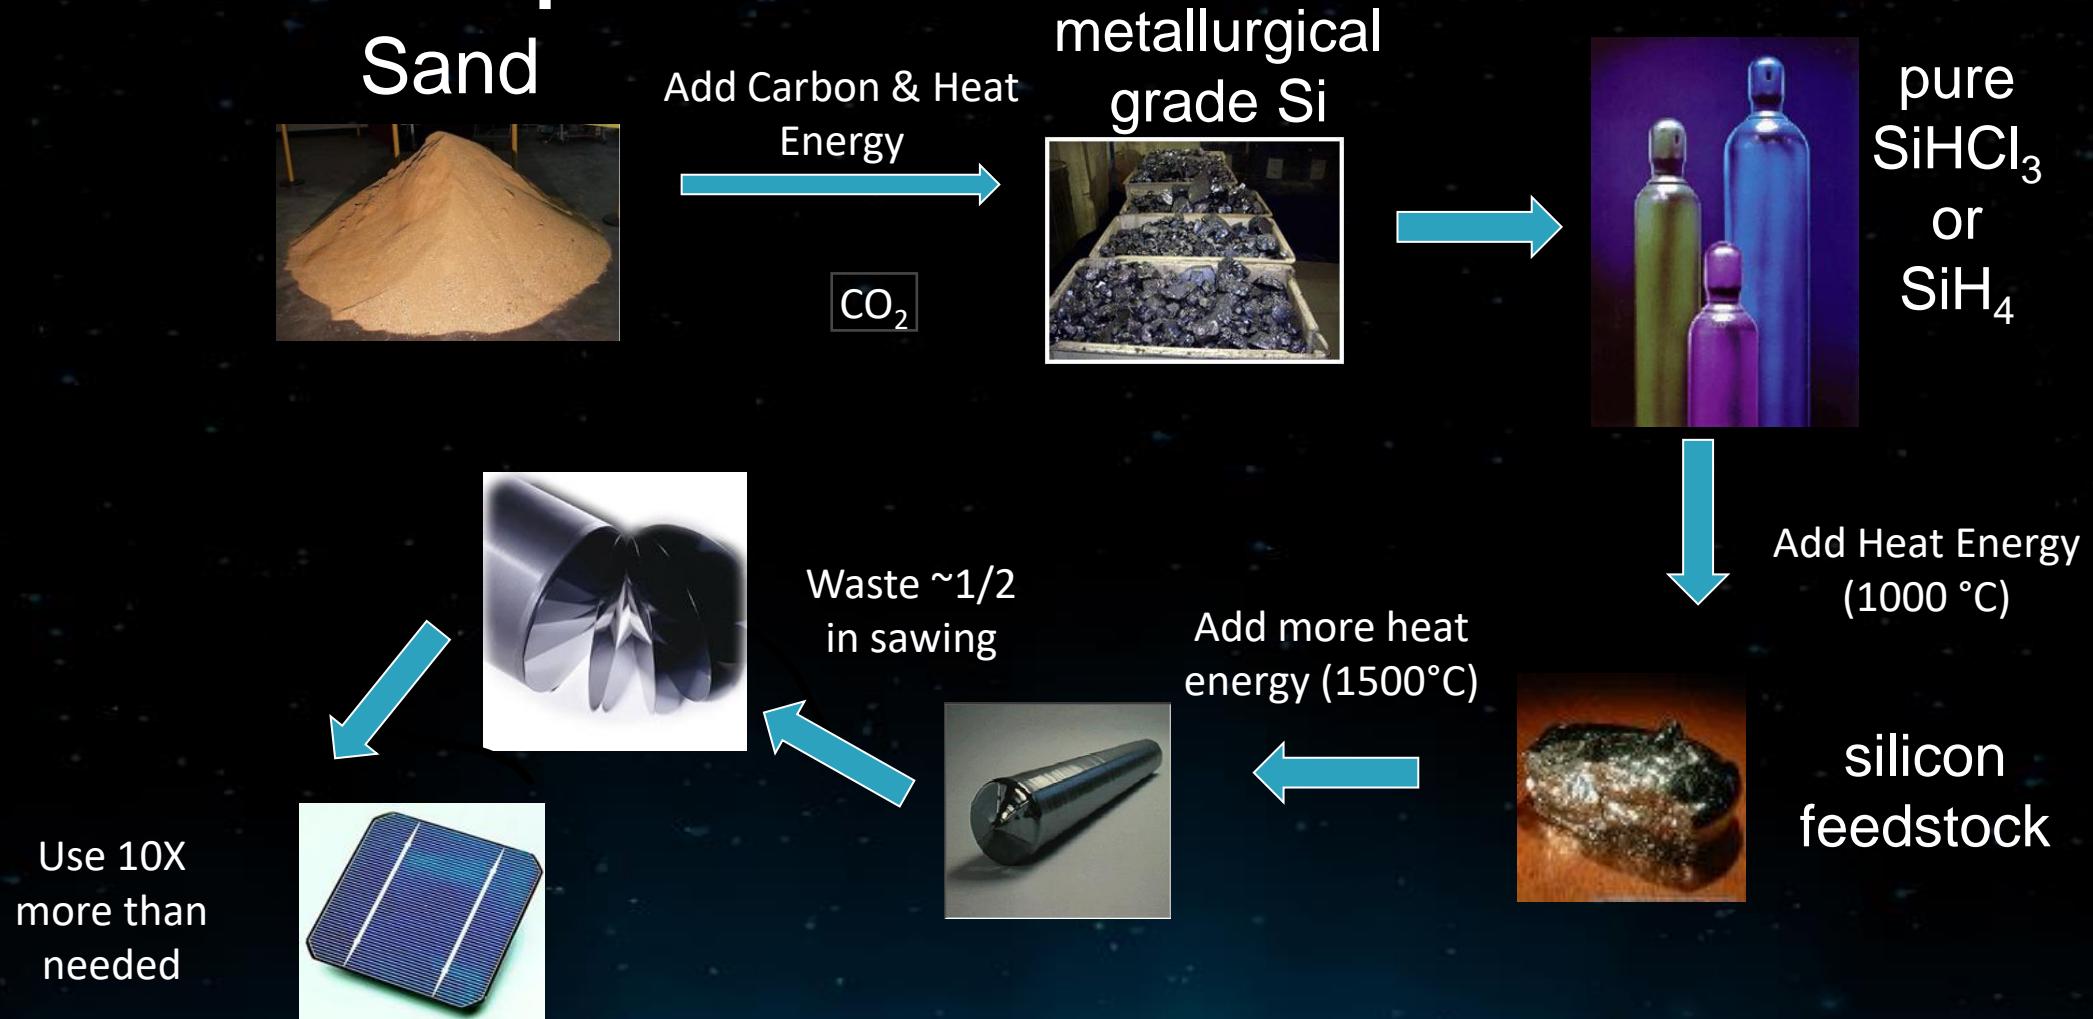 Sand
Add Carbon & Heat
Energy
CO₂
metallurgical
grade Si
pure
SiHCl₃
or
SiH₄
Add Heat Energy
(1000 °C)
silicon
feedstock
Add more heat
energy (1500°C)
Waste ~1/2
in sawing
Use 10X
more than
needed